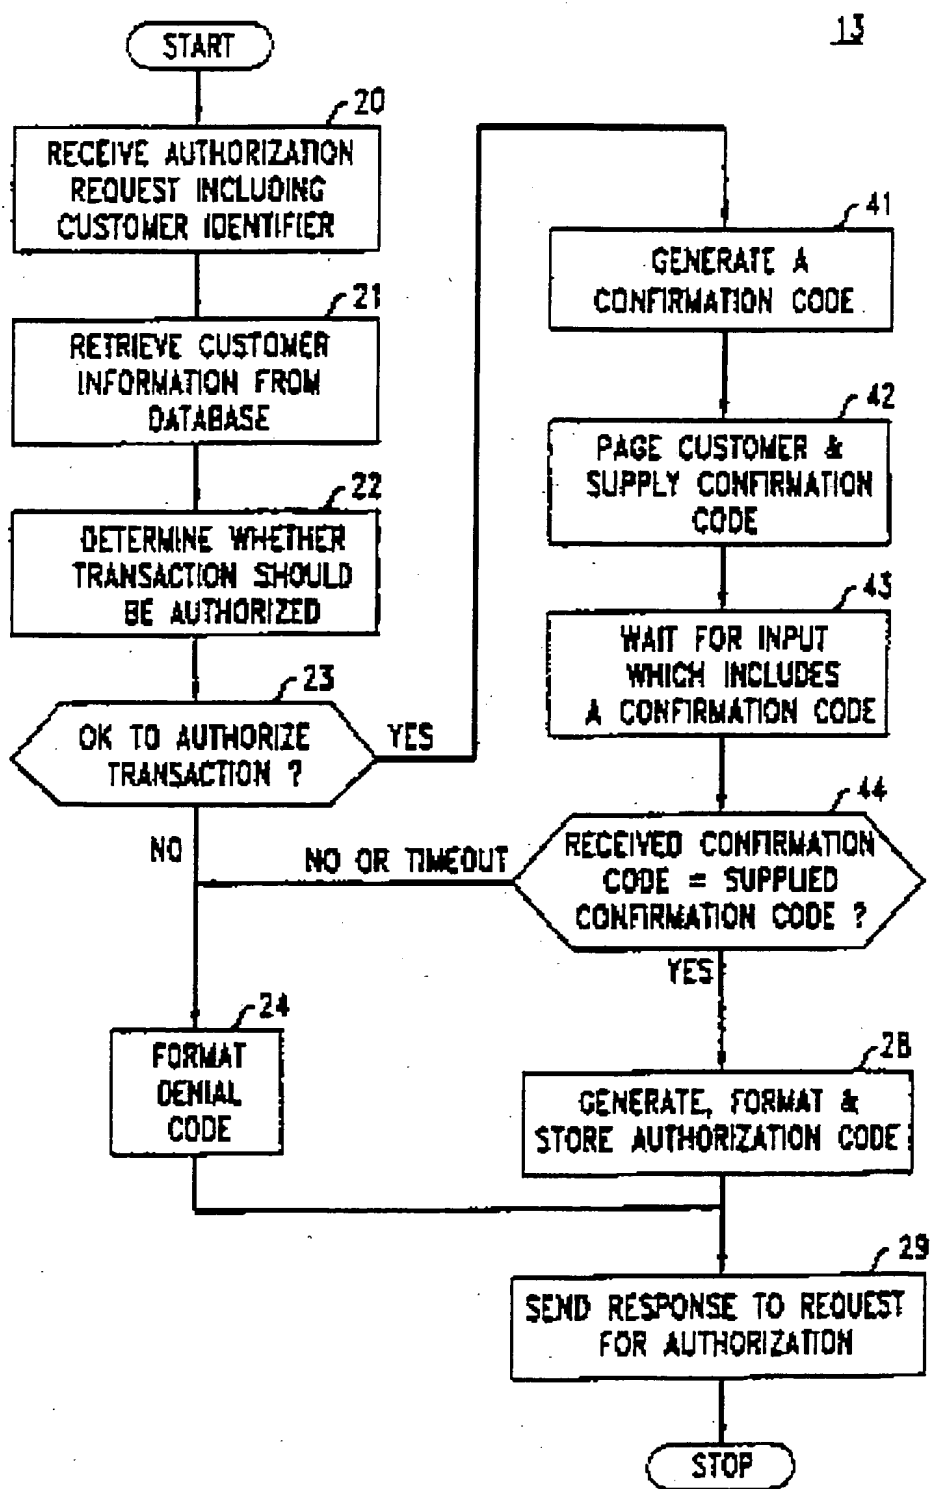 13
START
20
RECEIVE AUTHORIZATION
REQUEST INCLUDING
CUSTOMER IDENTIFIER
21
RETRIEVE CUSTOMER
INFORMATION FROM
DATABASE
22
DETERMINE WHETHER
TRANSACTION SHOULD
BE AUTHORIZED
23
OK TO AUTHORIZE
TRANSACTION ?
YES
NO
24
FORMAT
DENIAL
CODE
41
GENERATE A
CONFIRMATION CODE
42
PAGE CUSTOMER &
SUPPLY CONFIRMATION
CODE
43
WAIT FOR INPUT
WHICH INCLUDES
A CONFIRMATION CODE
44
RECEIVED CONFIRMATION
CODE = SUPPLIED
CONFIRMATION CODE ?
NO OR TIMEOUT
YES
28
GENERATE, FORMAT &
STORE AUTHORIZATION CODE
29
SEND RESPONSE TO REQUEST
FOR AUTHORIZATION
STOP